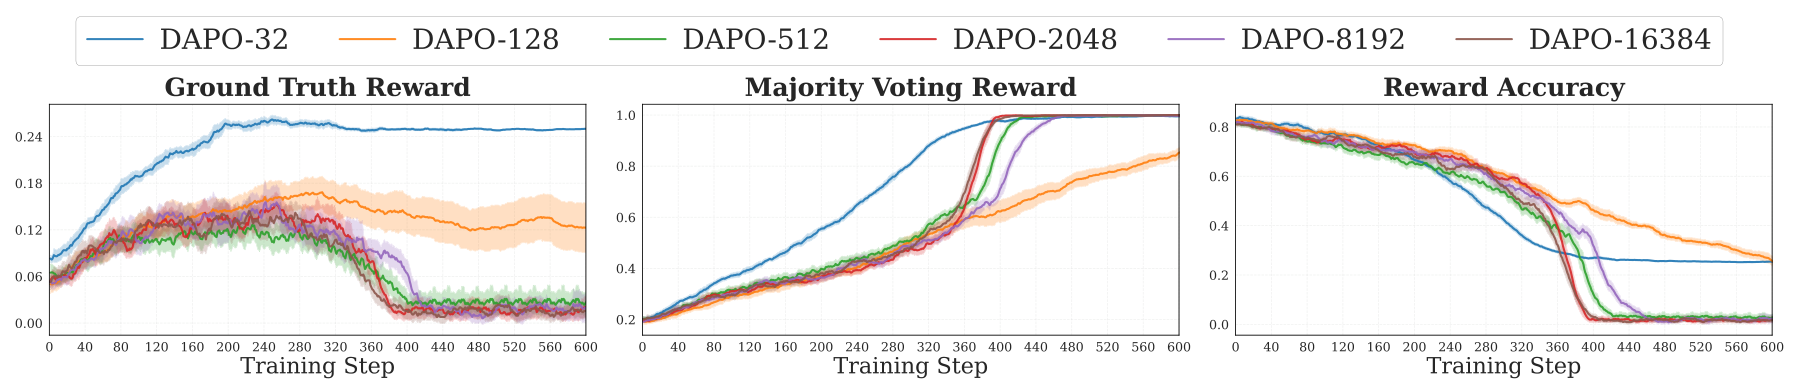 DAPO-32 DAPO-128 DAPO-512 DAPO-2048 DAPO-8192 DAPO-16384
Ground Truth Reward
0.24
0.18
0.12
0.06
0.00
0 40 80 120 160 200 240 280 320 360 400 440 480 520 560 600
Training Step
Majority Voting Reward
1.0
0.8
0.6
0.4
0.2
0 40 80 120 160 200 240 280 320 360 400 440 480 520 560 600
Training Step
Reward Accuracy
0.8
0.6
0.4
0.2
0.0
0 40 80 120 160 200 240 280 320 360 400 440 480 520 560 600
Training Step